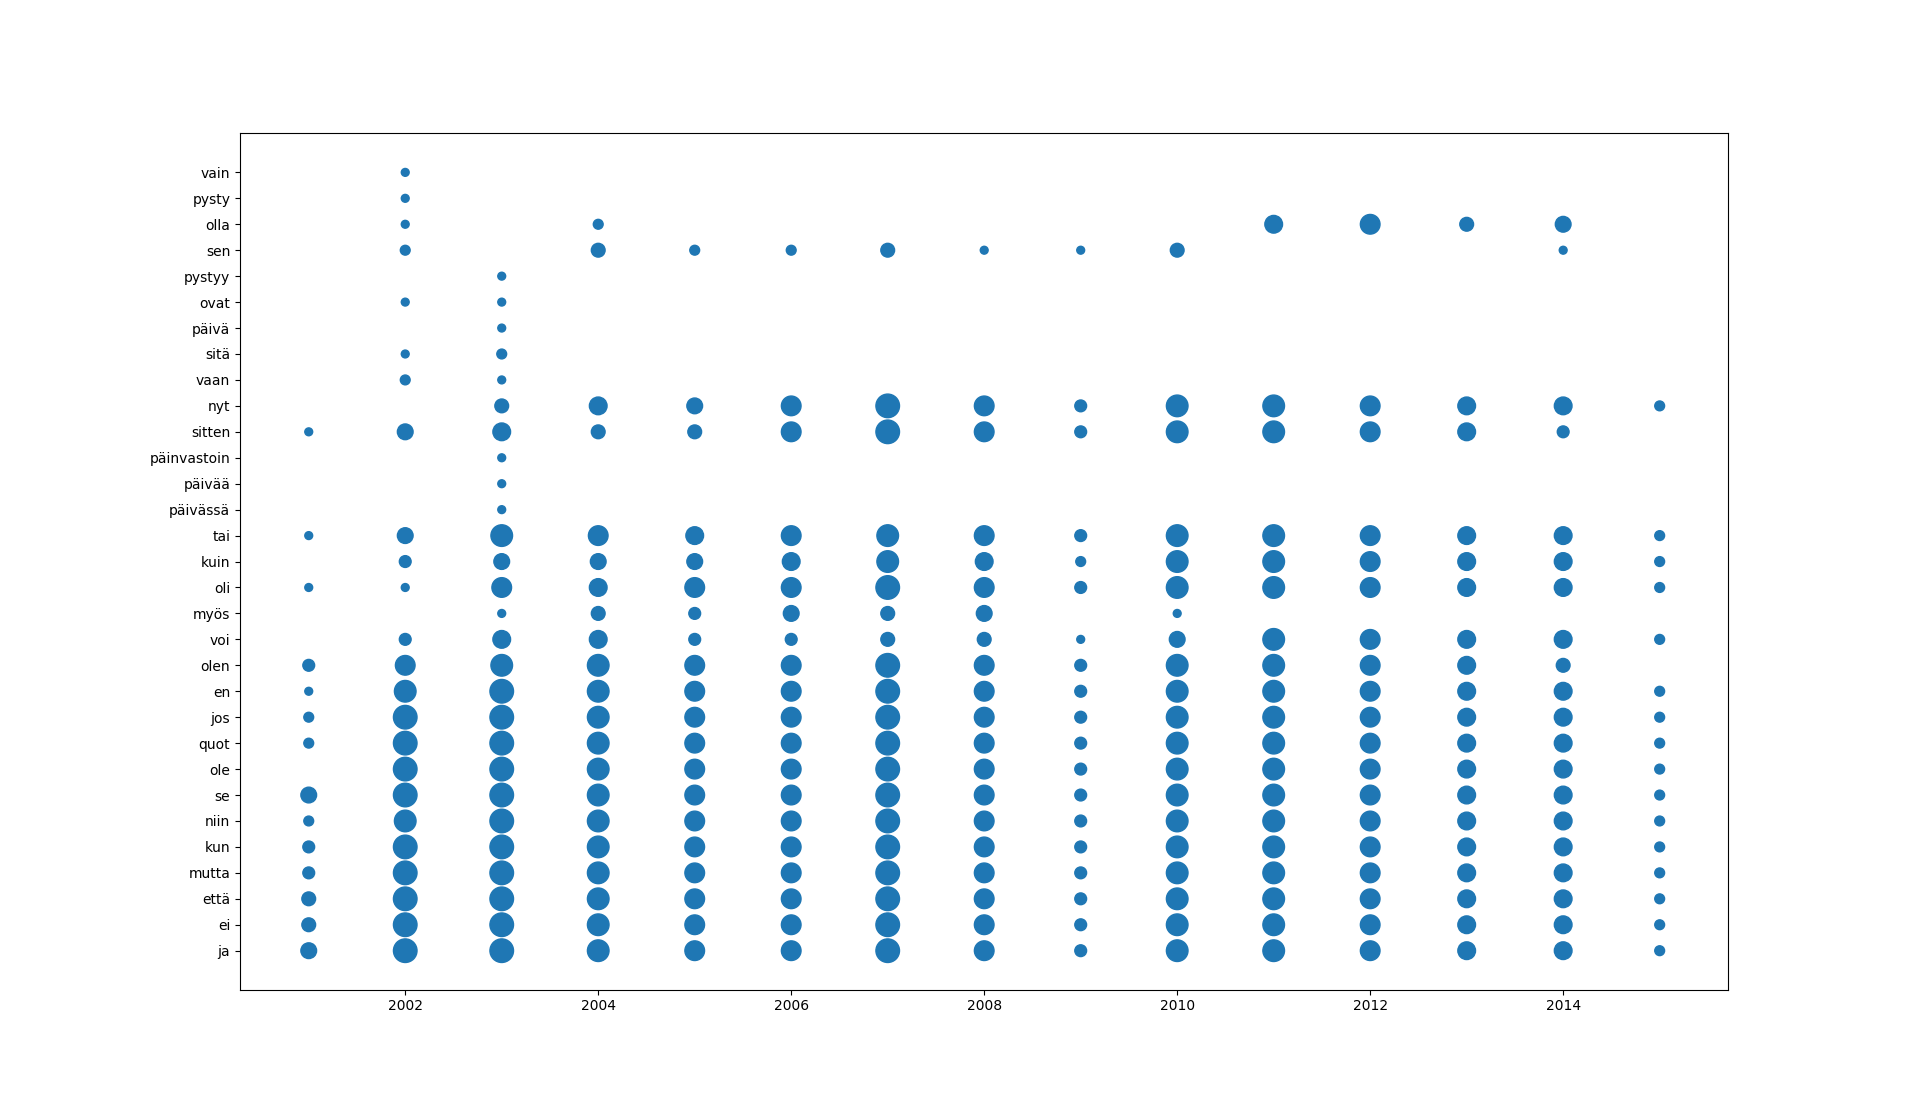 vain
pysty
olla
sen
pystyy
ovat
päivä
sitä
vaan
nyt
sitten
päinvastoin
päivää
päivässä
tai
kuin
oli
myös
voi
olen
en
jos
quot
ole
se
niin
kun
mutta
että
ei
ja
2002 2004 2006 2008 2010 2012 2014